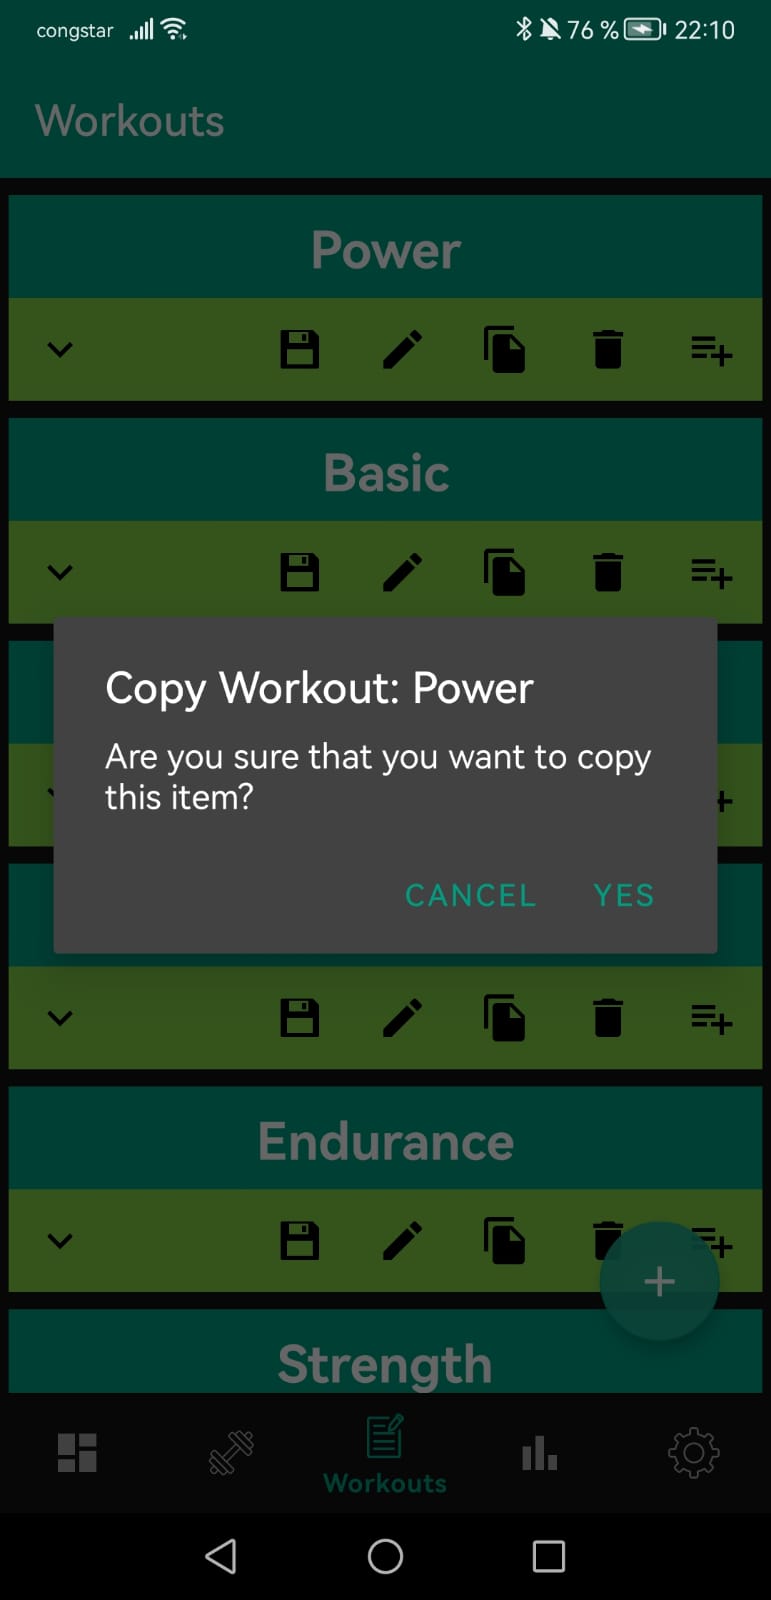 congstar 76 % 22:10
Workouts
Power
Basic
Copy Workout: Power
Are you sure that you want to copy
this item?
CANCEL YES
Endurance
Strength
Workouts